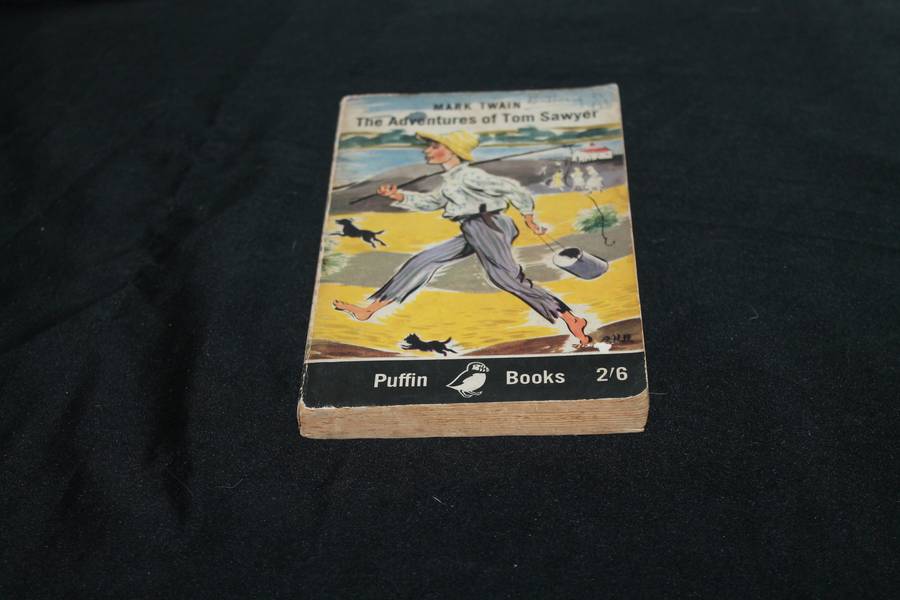 MARK TWAIN
The Adventures of Tom Sawyer
Puffin Books 2/6